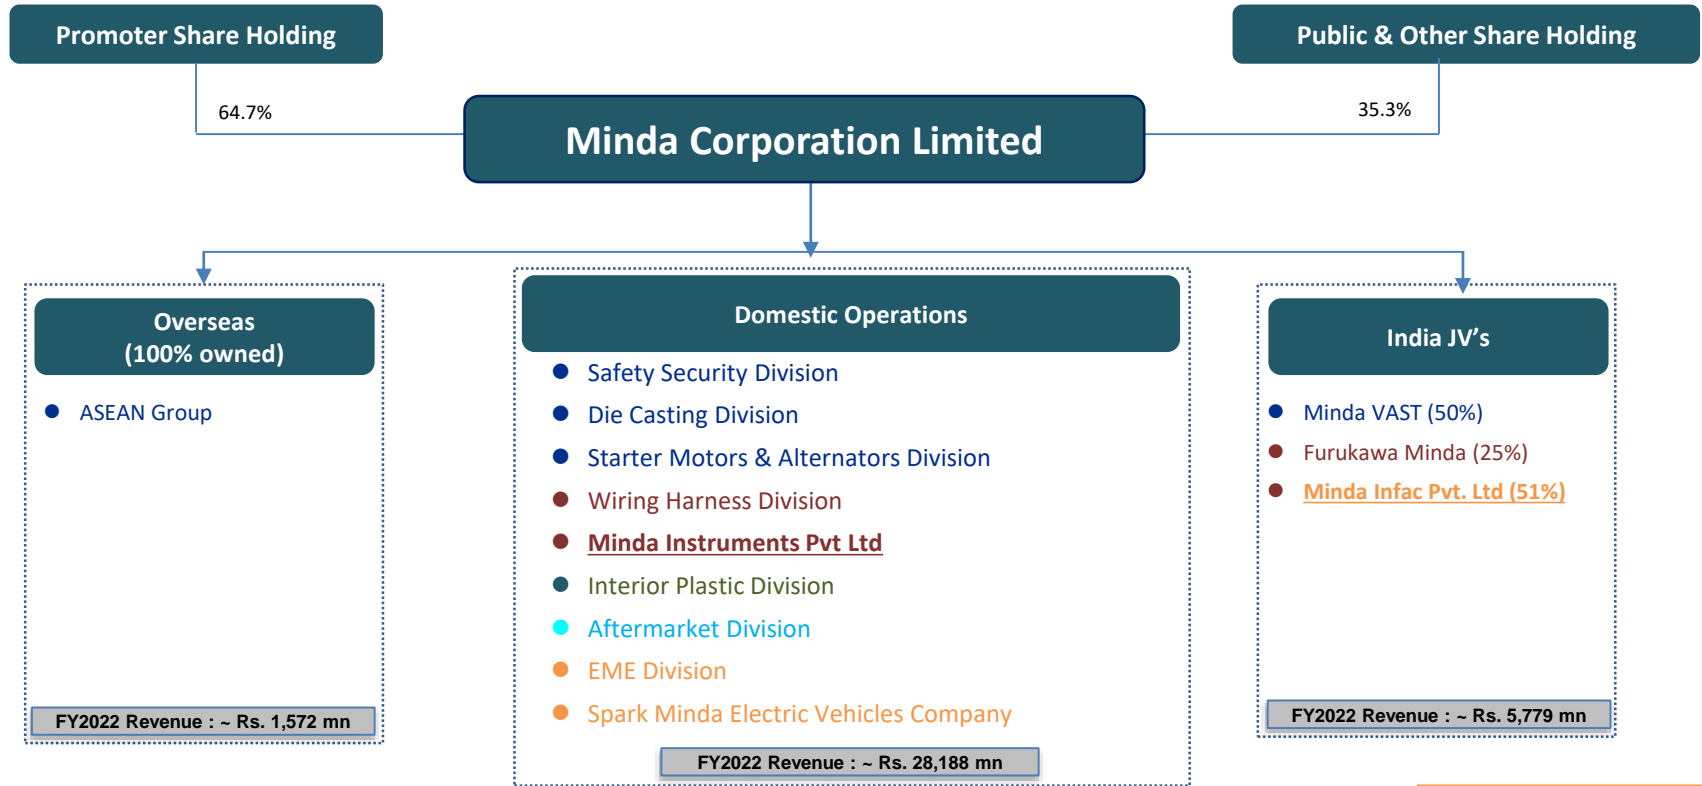 Promoter Share Holding
Public & Other Share Holding
64.7%
35.3%
Minda Corporation Limited
Overseas
(100% owned)
ASEAN Group
FY2022 Revenue : ~ Rs. 1,572 mn
Domestic Operations
Safety Security Division
Die Casting Division
Starter Motors & Alternators Division
Wiring Harness Division
Minda Instruments Pvt Ltd
Interior Plastic Division
Aftermarket Division
EME Division
Spark Minda Electric Vehicles Company
FY2022 Revenue : ~ Rs. 28,188 mn
India JV’s
Minda VAST (50%)
Furukawa Minda (25%)
Minda Infac Pvt. Ltd (51%)
FY2022 Revenue : ~ Rs. 5,779 mn